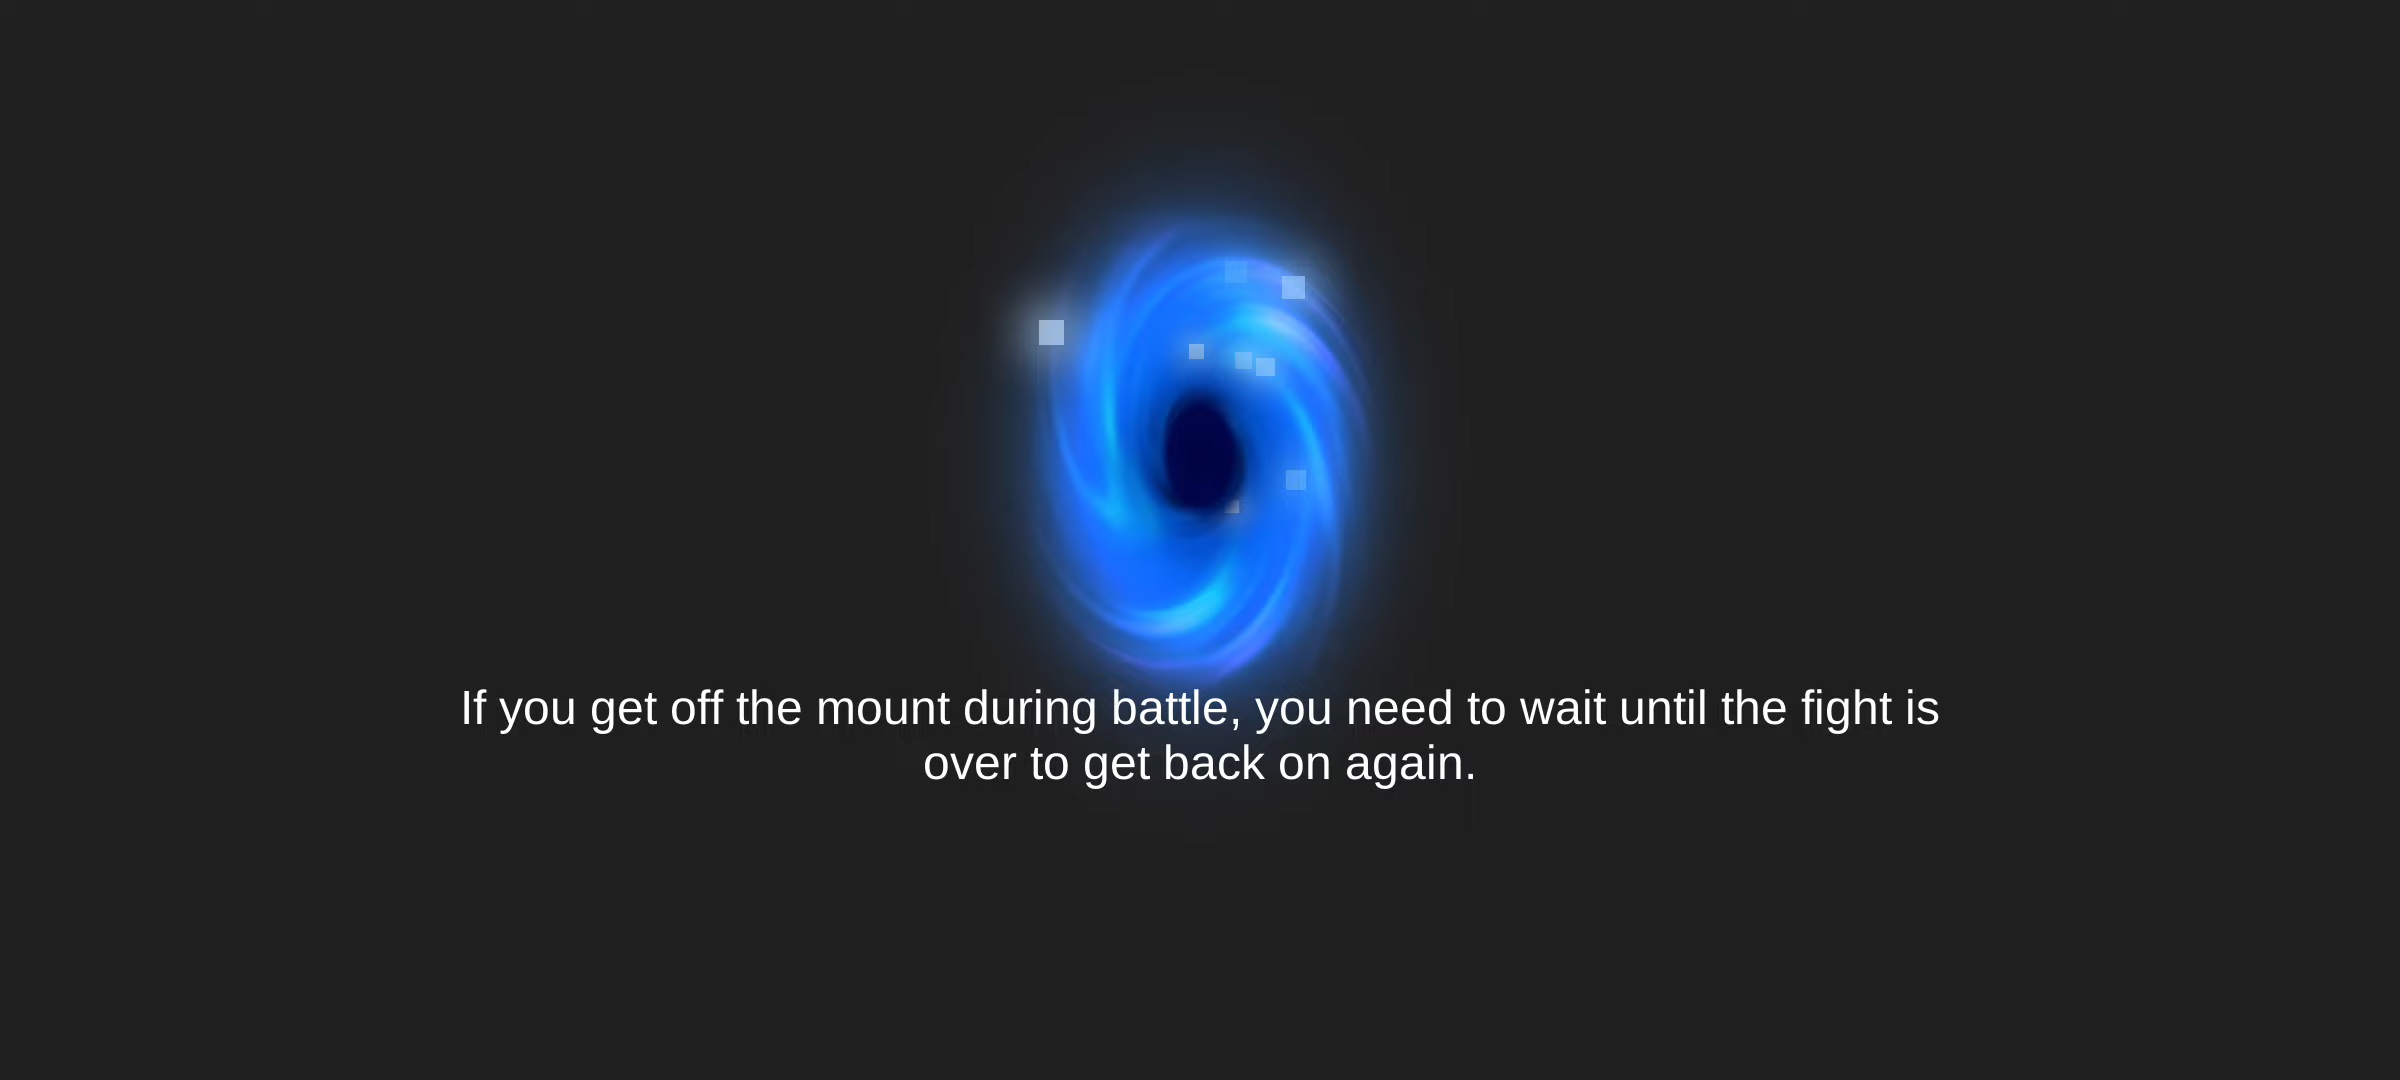 If you get off the mount during battle, you need to wait until the fight is
over to get back on again.